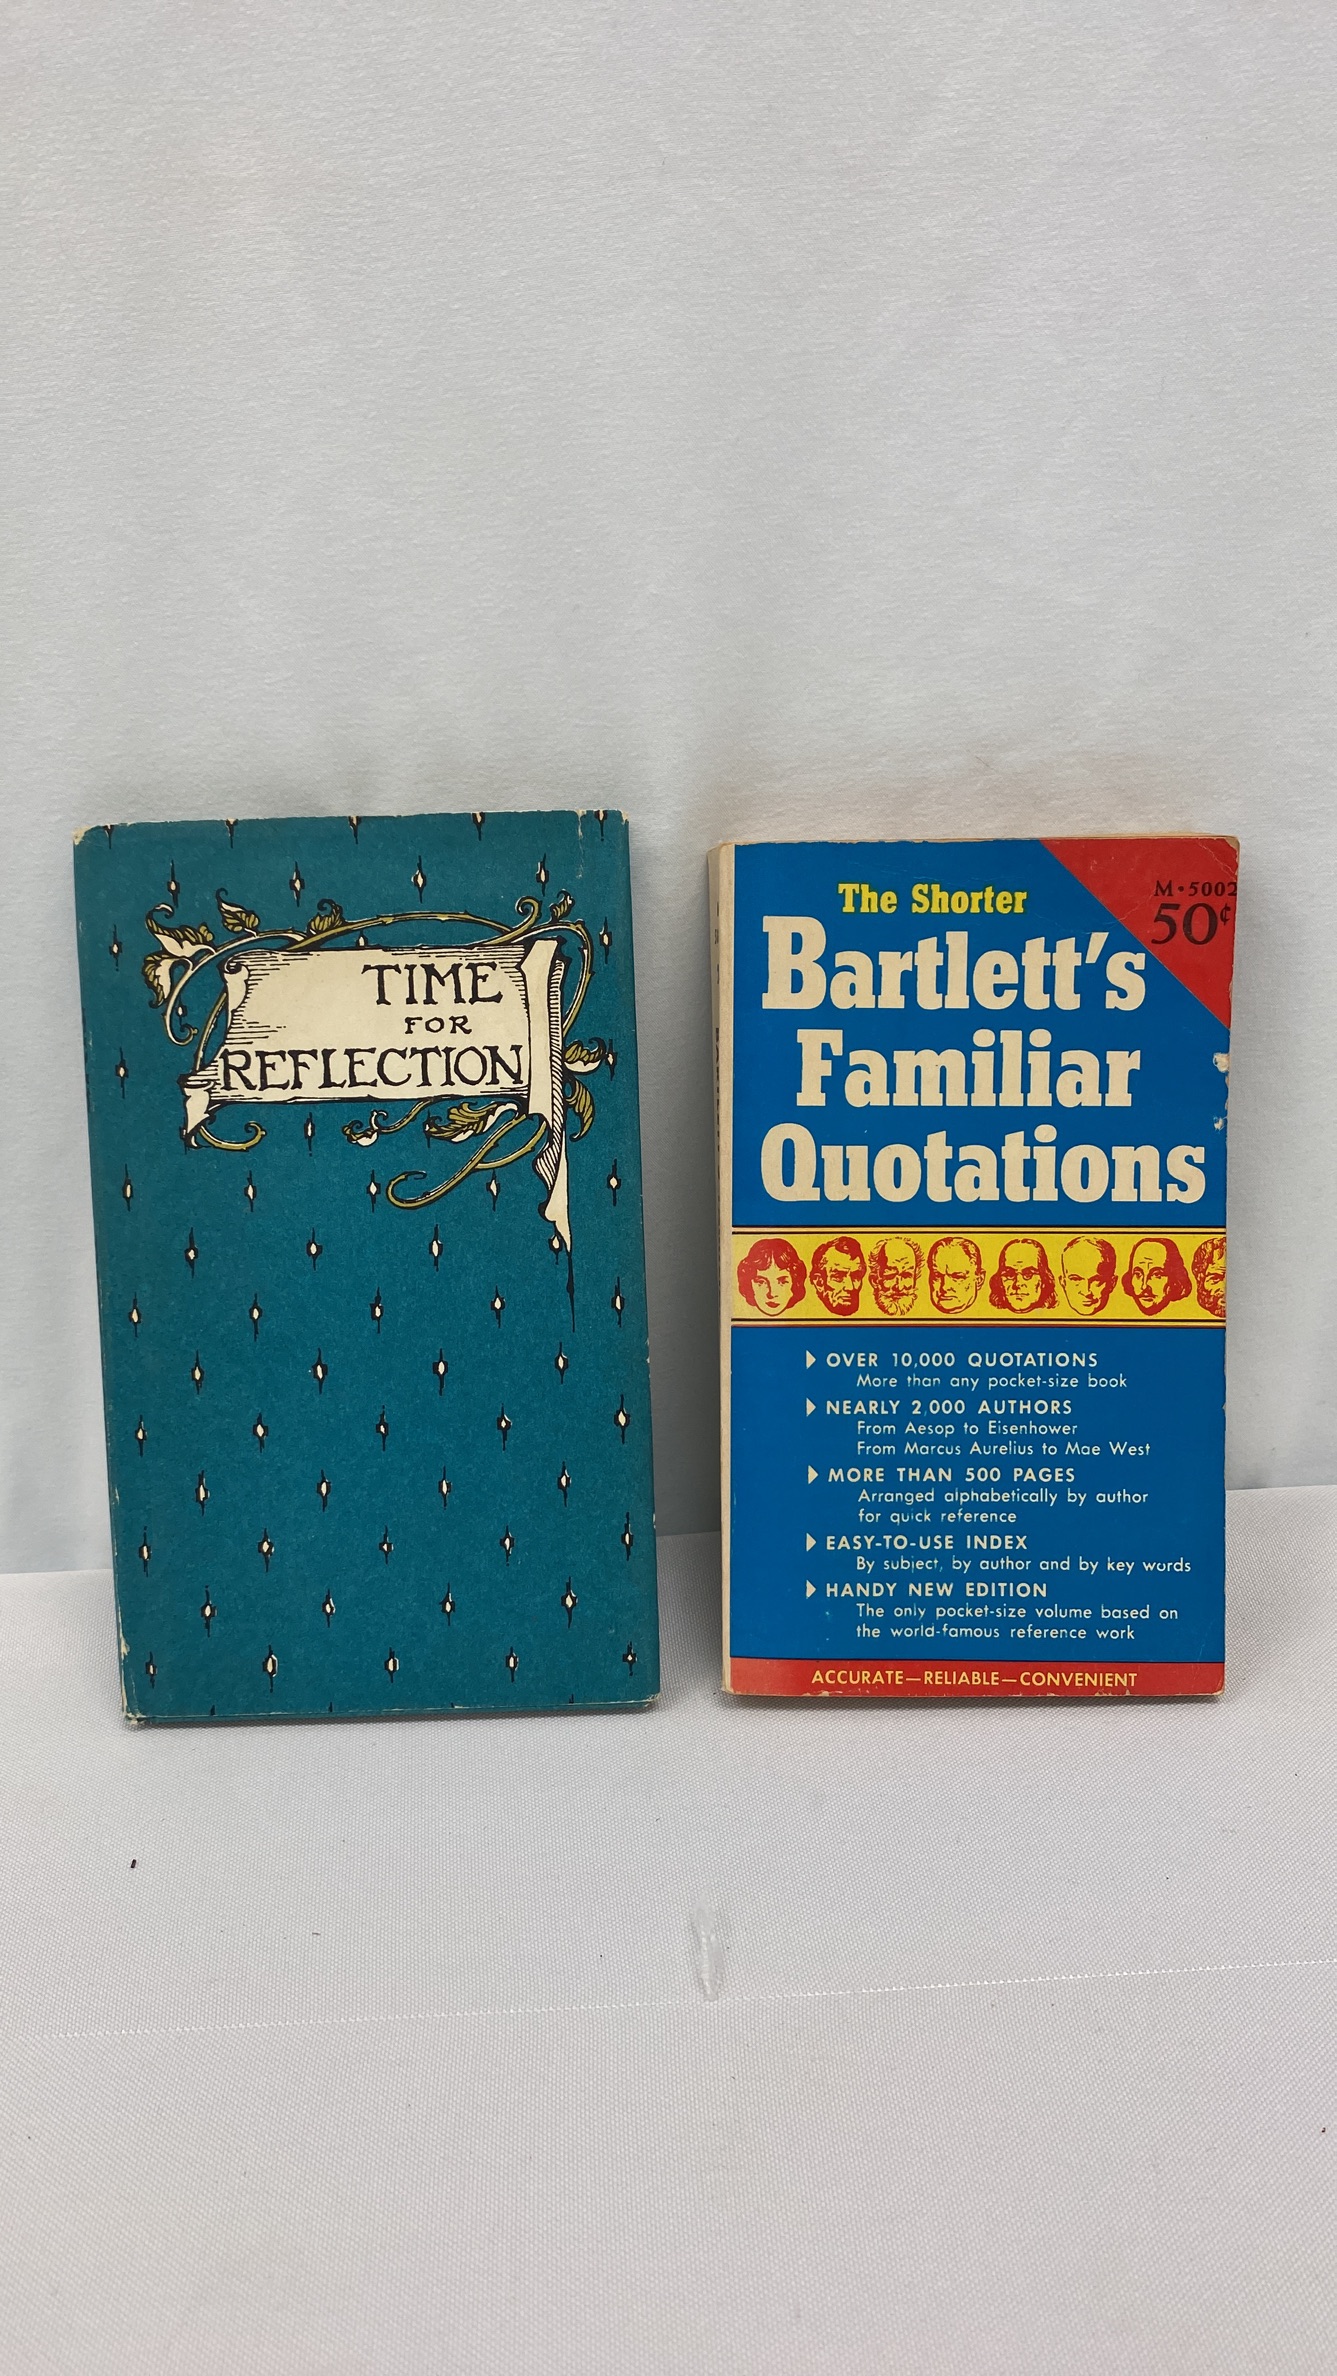 TIME
FOR
REFLECTION
M·5002
50¢
The Shorter
Bartlett's
Familiar
Quotations
OVER 10,000 QUOTATIONS
More than any pocket-size book
NEARLY 2,000 AUTHORS
From Aesop to Eisenhower
From Marcus Aurelius to Mae West
MORE THAN 500 PAGES
Arranged alphabetically by author
for quick reference
EASY-TO-USE INDEX
By subject, by author and by key words
HANDY NEW EDITION
The only pocket-size volume based on
the world-famous reference work
ACCURATE—RELIABLE—CONVENIENT